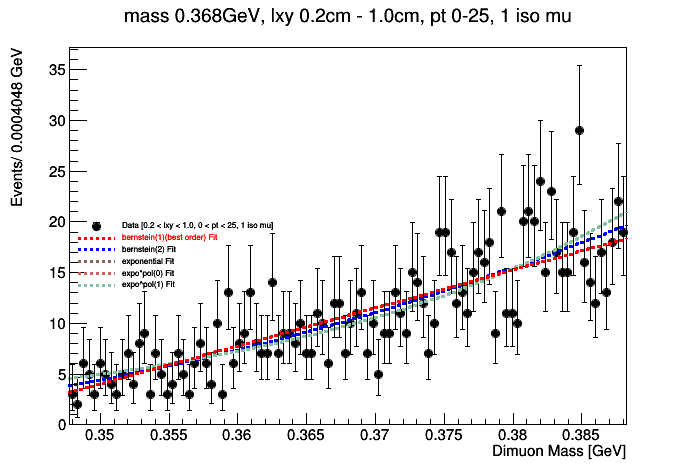 mass 0.368GeV, lxy 0.2cm - 1.0cm, pt 0-25, 1 iso mu
Events/ 0.0004048 GeV
35
30
25
20
15
10
5
0
Data [0.2 < lxy < 1.0, 0 < pt < 25, 1 iso mu]
bernstein(1)(best order) Fit
bernstein(2) Fit
exponential Fit
expo*pol(0) Fit
expo*pol(1) Fit
0.35 0.355 0.36 0.365 0.37 0.375 0.38 0.385
Dimuon Mass [GeV]